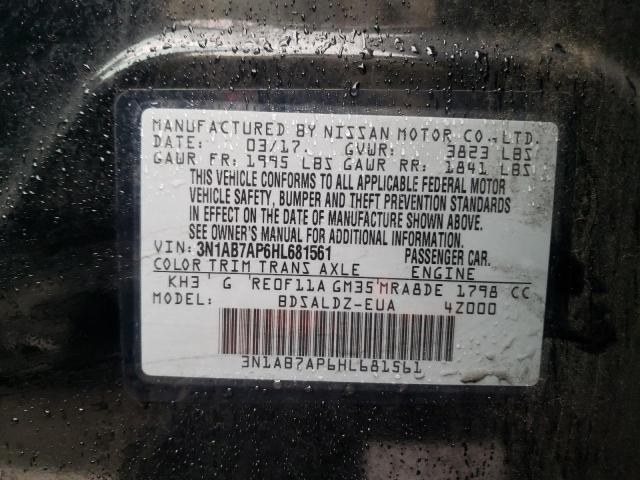 MANUFACTURED BY NISSAN MOTOR CO., LTD.
DATE: 03/17. GVWR: 3823 LBS
GAWR FR: 1995 LBS GAWR RR: 1841 LBS
THIS VEHICLE CONFORMS TO ALL APPLICABLE FEDERAL MOTOR
VEHICLE SAFETY, BUMPER AND THEFT PREVENTION STANDARDS
IN EFFECT ON THE DATE OF MANUFACTURE SHOWN ABOVE.
SEE OWNER'S MANUAL FOR ADDITIONAL INFORMATION.
VIN: 3N1AB7AP6HL681561 PASSENGER CAR.
COLOR TRIM TRANS AXLE ENGINE
KH3 G RE0F11A GM35 MRA8DE 1798 CC
MODEL: BDSALDZ-EUA 4Z000
3N1AB7AP6HL681561